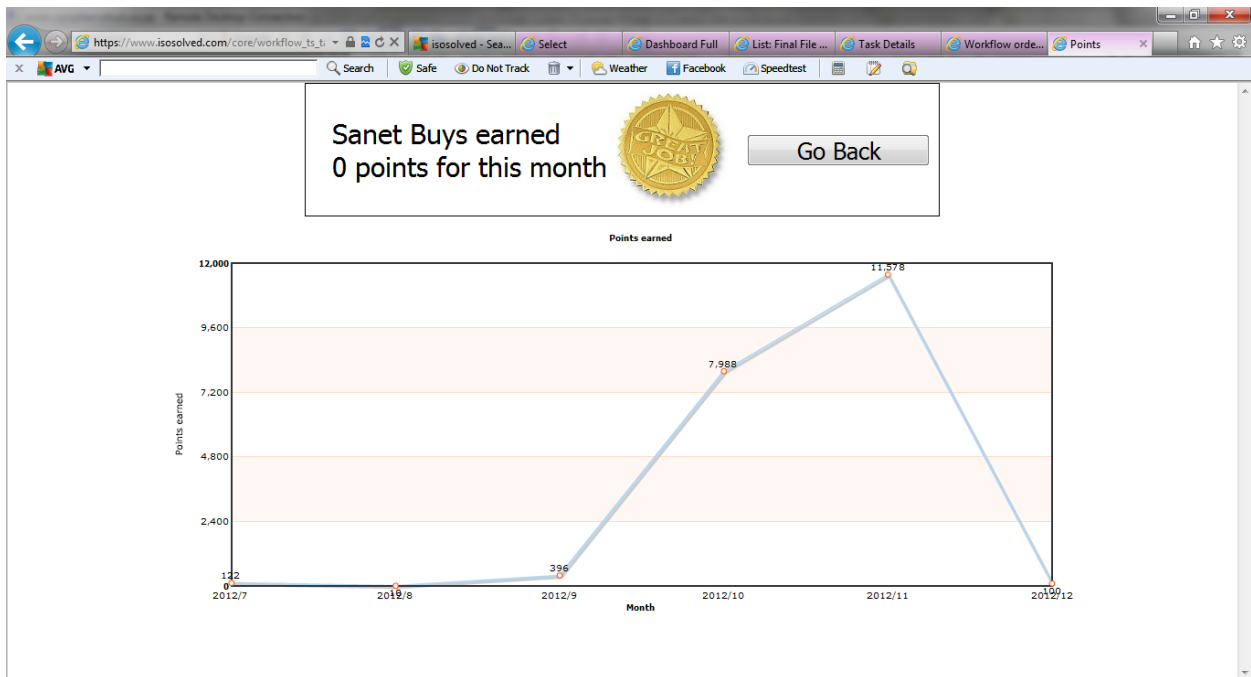 https://www.isosolved.com/core/workflow_ts_t
isosolved - Sea...
Select
Dashboard Full
List: Final File ...
Task Details
Workflow orde...
Points
AVG
Search
Safe
Do Not Track
Weather
Facebook
Speedtest
Sanet Buys earned
0 points for this month
GREAT
JOB!
Go Back
Points earned
12,000
9,600
7,200
4,800
2,400
0
Points earned
122
396
7,988
11,578
100
2012/7
2012/8
2012/9
2012/10
2012/11
2012/12
Month